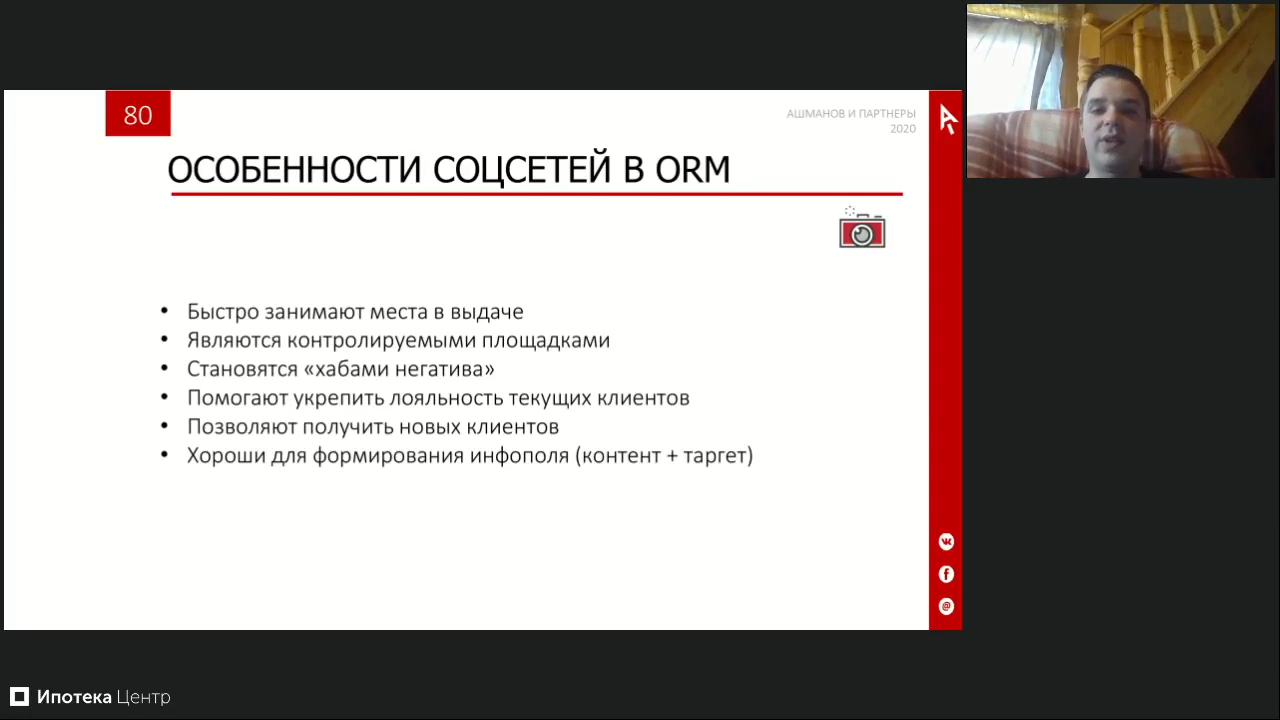 80
АШМАНОВ И ПАРТНЕРЫ
2020
ОСОБЕННОСТИ СОЦСЕТЕЙ В ORM
• Быстро занимают места в выдаче
• Являются контролируемыми площадками
• Становятся «хабами негатива»
• Помогают укрепить лояльность текущих клиентов
• Позволяют получить новых клиентов
• Хороши для формирования инфополя (контент + таргет)
Ипотека Центр